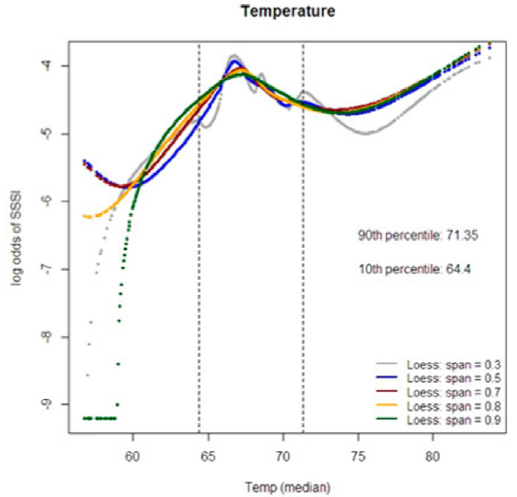 Temperature
log odds of SSSI
-4
-5
-6
-7
-8
-9
90th percentile: 71.35
10th percentile: 64.4
Loess: span = 0.3
Loess: span = 0.5
Loess: span = 0.7
Loess: span = 0.8
Loess: span = 0.9
60 65 70 75 80
Temp (median)